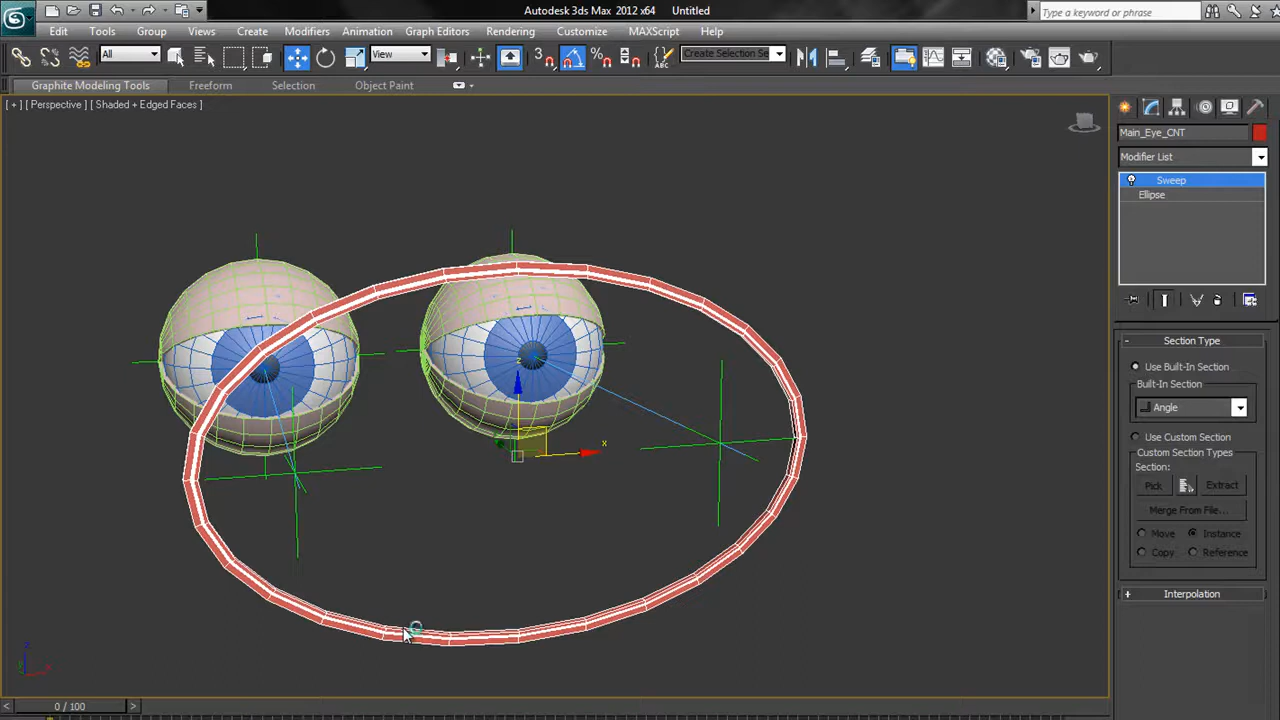 Autodesk 3ds Max 2012 x64 Untitled
Type a keyword or phrase
Edit Tools Group Views Create Modifiers Animation Graph Editors Rendering Customize MAXScript Help
All View 3 Create Selection Se
Graphite Modeling Tools Freeform Selection Object Paint
[ + ] [ Perspective ] [ Shaded + Edged Faces ]
Main_Eye_CNT
Modifier List
Sweep
Ellipse
- Section Type
Use Built-In Section
Built-In Section
Angle
Use Custom Section
Custom Section Types
Section:
Pick Extract
Merge From File...
Move Instance
Copy Reference
+ Interpolation
z
x
z
x
< 0 / 100 >